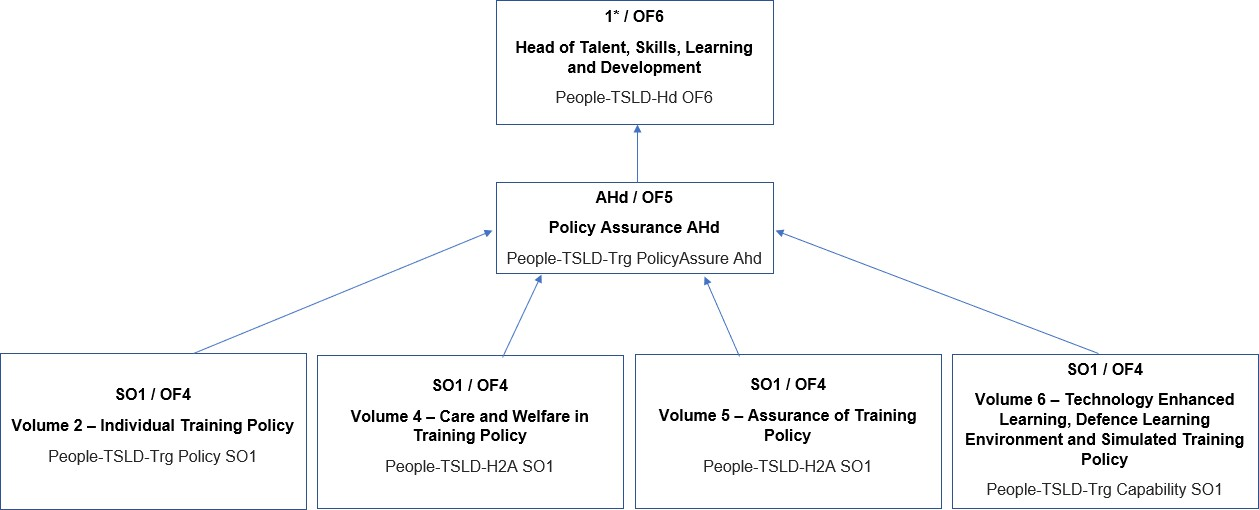 1* / OF6
Head of Talent, Skills, Learning
and Development
People-TSLD-Hd OF6
AHd / OF5
Policy Assurance AHd
People-TSLD-Trg PolicyAssure Ahd
SO1 / OF4
Volume 2 – Individual Training Policy
People-TSLD-Trg Policy SO1
SO1 / OF4
Volume 4 – Care and Welfare in
Training Policy
People-TSLD-H2A SO1
SO1 / OF4
Volume 5 – Assurance of Training
Policy
People-TSLD-H2A SO1
SO1 / OF4
Volume 6 – Technology Enhanced
Learning, Defence Learning
Environment and Simulated Training
Policy
People-TSLD-Trg Capability SO1